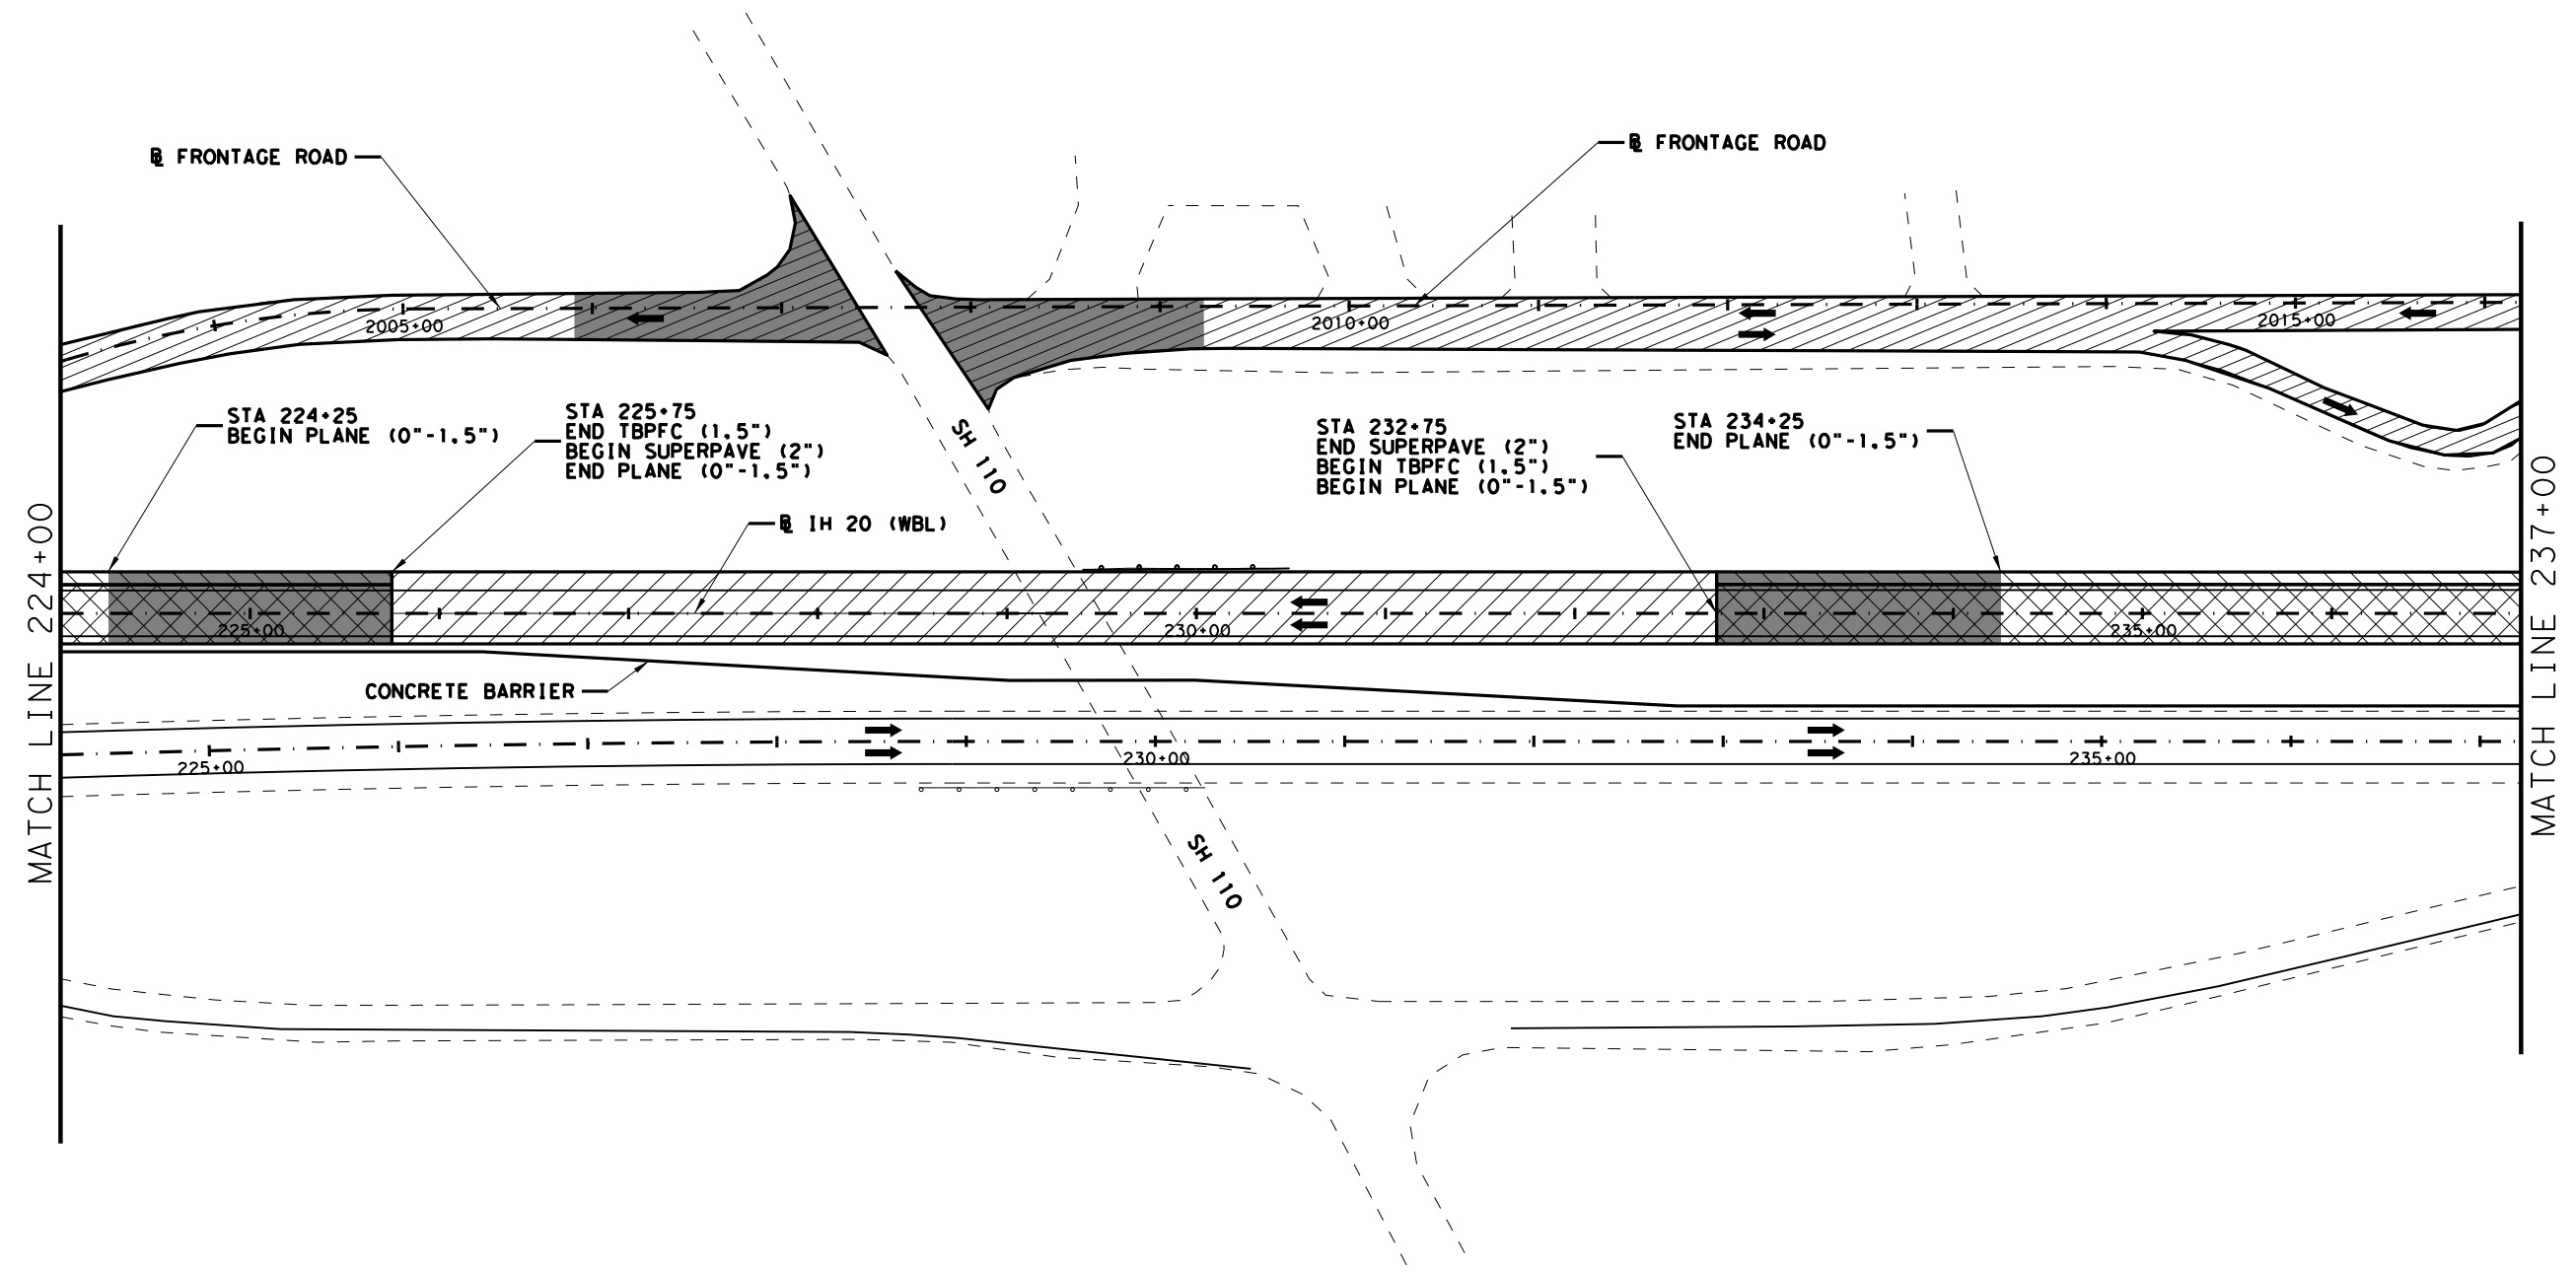 ℄ FRONTAGE ROAD
℄ FRONTAGE ROAD
2005+00
2010+00
2015+00
STA 224+25
BEGIN PLANE (0"-1.5")
STA 225+75
END TBPFC (1.5")
BEGIN SUPERPAVE (2")
END PLANE (0"-1.5")
SH 110
STA 232+75
END SUPERPAVE (2")
BEGIN TBPFC (1.5")
BEGIN PLANE (0"-1.5")
STA 234+25
END PLANE (0"-1.5")
℄ IH 20 (WBL)
MATCH LINE 224+00
MATCH LINE 237+00
225+00
230+00
235+00
CONCRETE BARRIER
225+00
230+00
235+00
SH 110